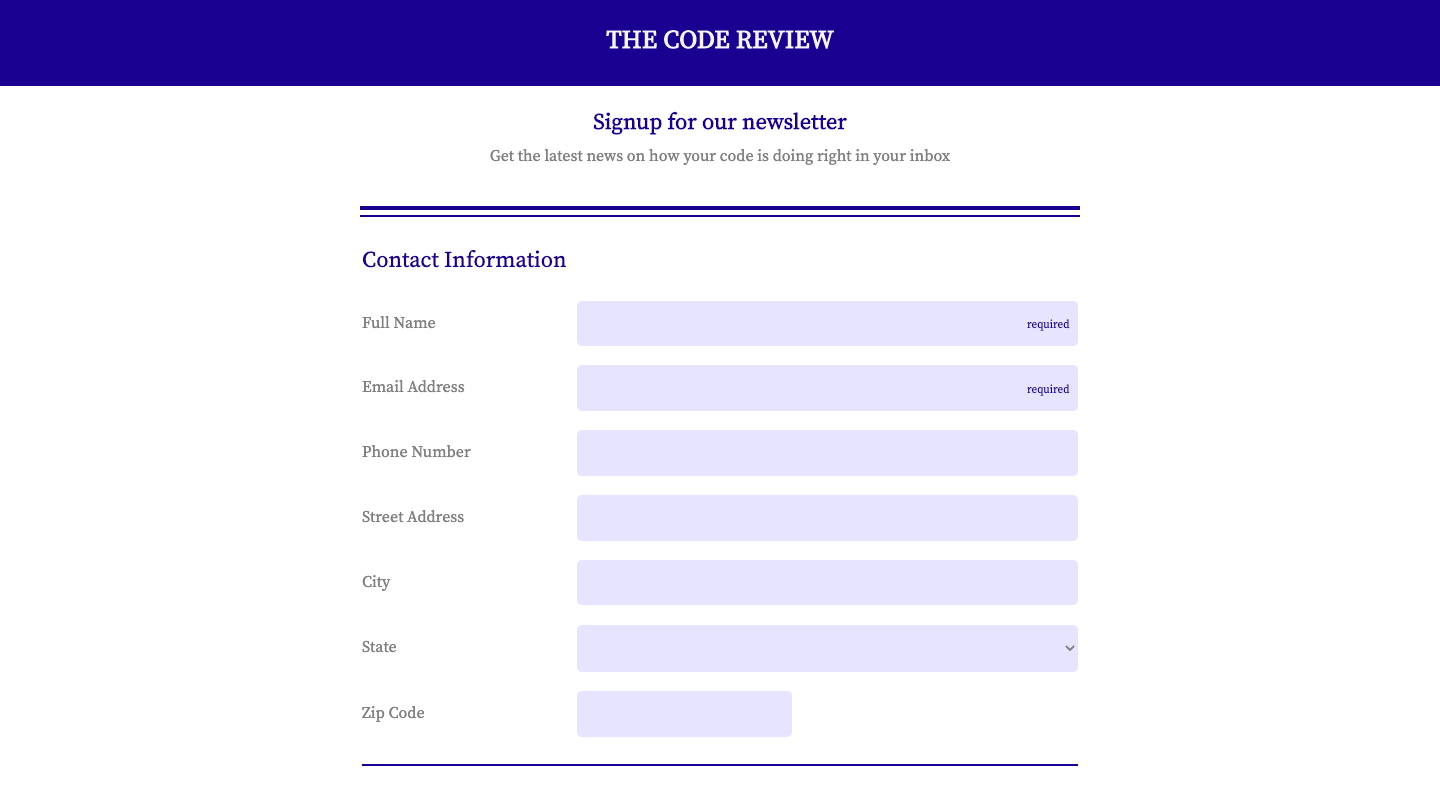 THE CODE REVIEW
Signup for our newsletter
Get the latest news on how your code is doing right in your inbox
Contact Information
Full Name
required
Email Address
required
Phone Number
Street Address
City
State
Zip Code